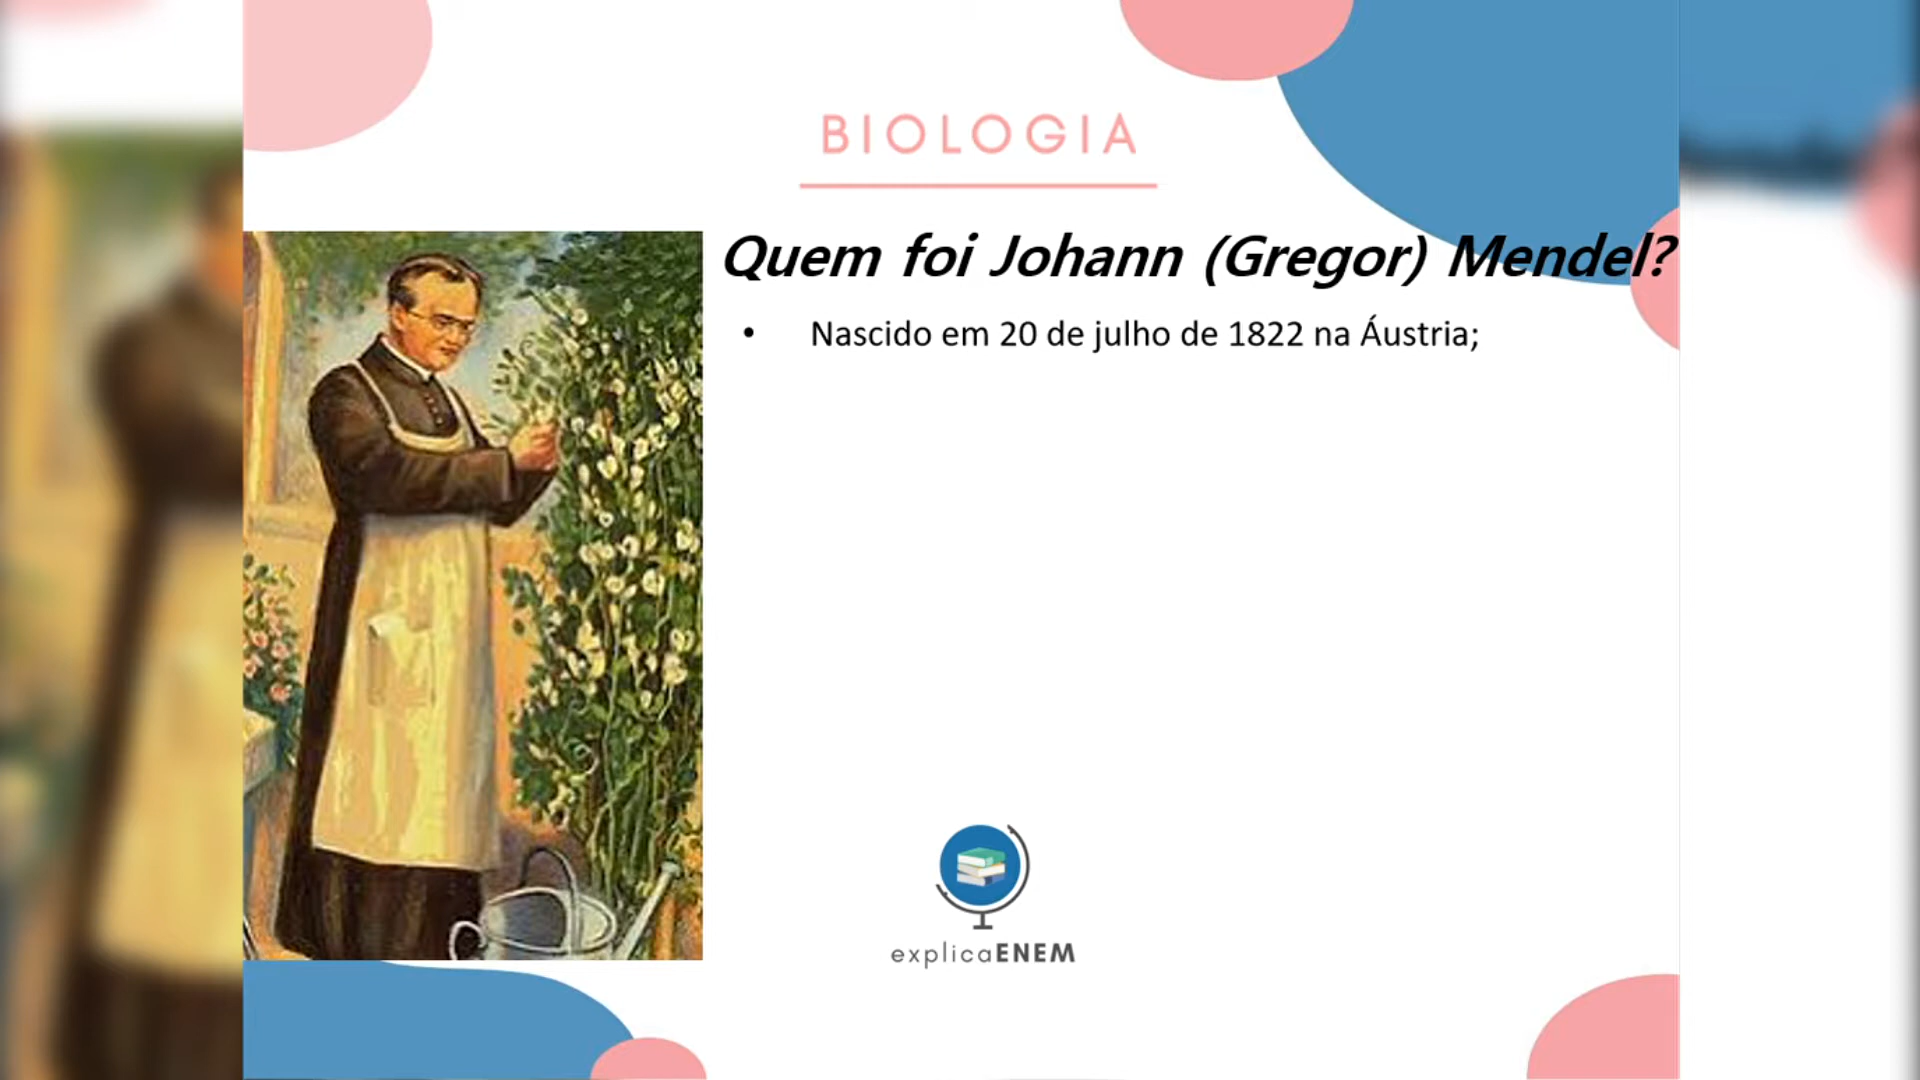 BIOLOGIA
Quem foi Johann (Gregor) Mendel?
• Nascido em 20 de julho de 1822 na Áustria;
explicaENEM